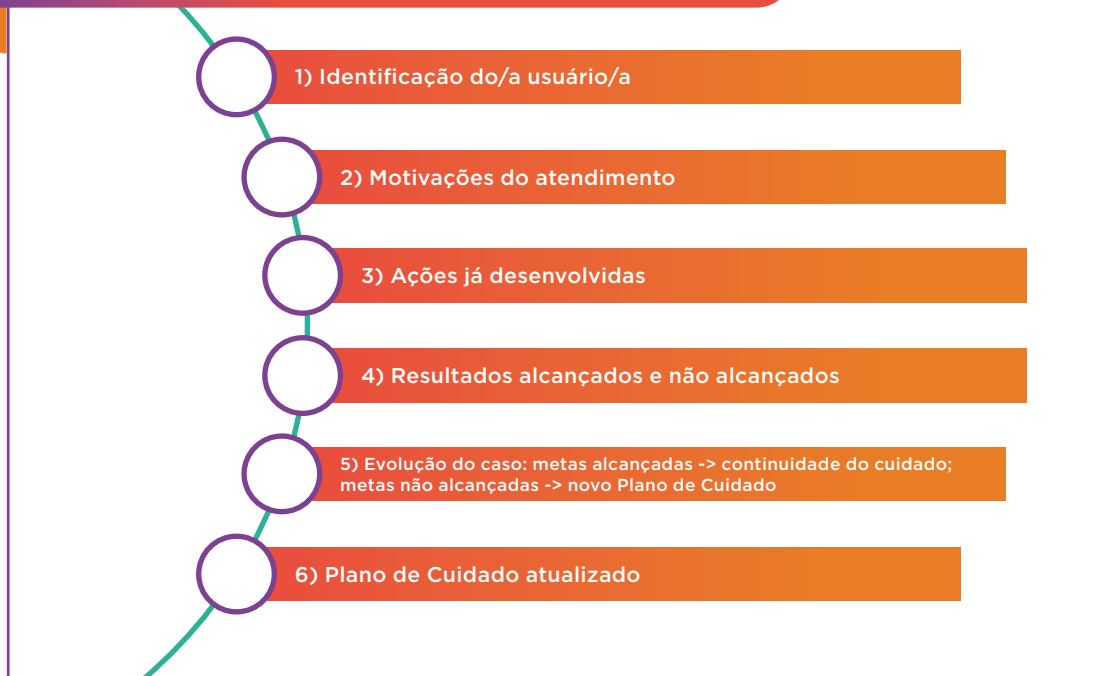 1) Identificação do/a usuário/a
2) Motivações do atendimento
3) Ações já desenvolvidas
4) Resultados alcançados e não alcançados
5) Evolução do caso: metas alcançadas -> continuidade do cuidado;
metas não alcançadas -> novo Plano de Cuidado
6) Plano de Cuidado atualizado